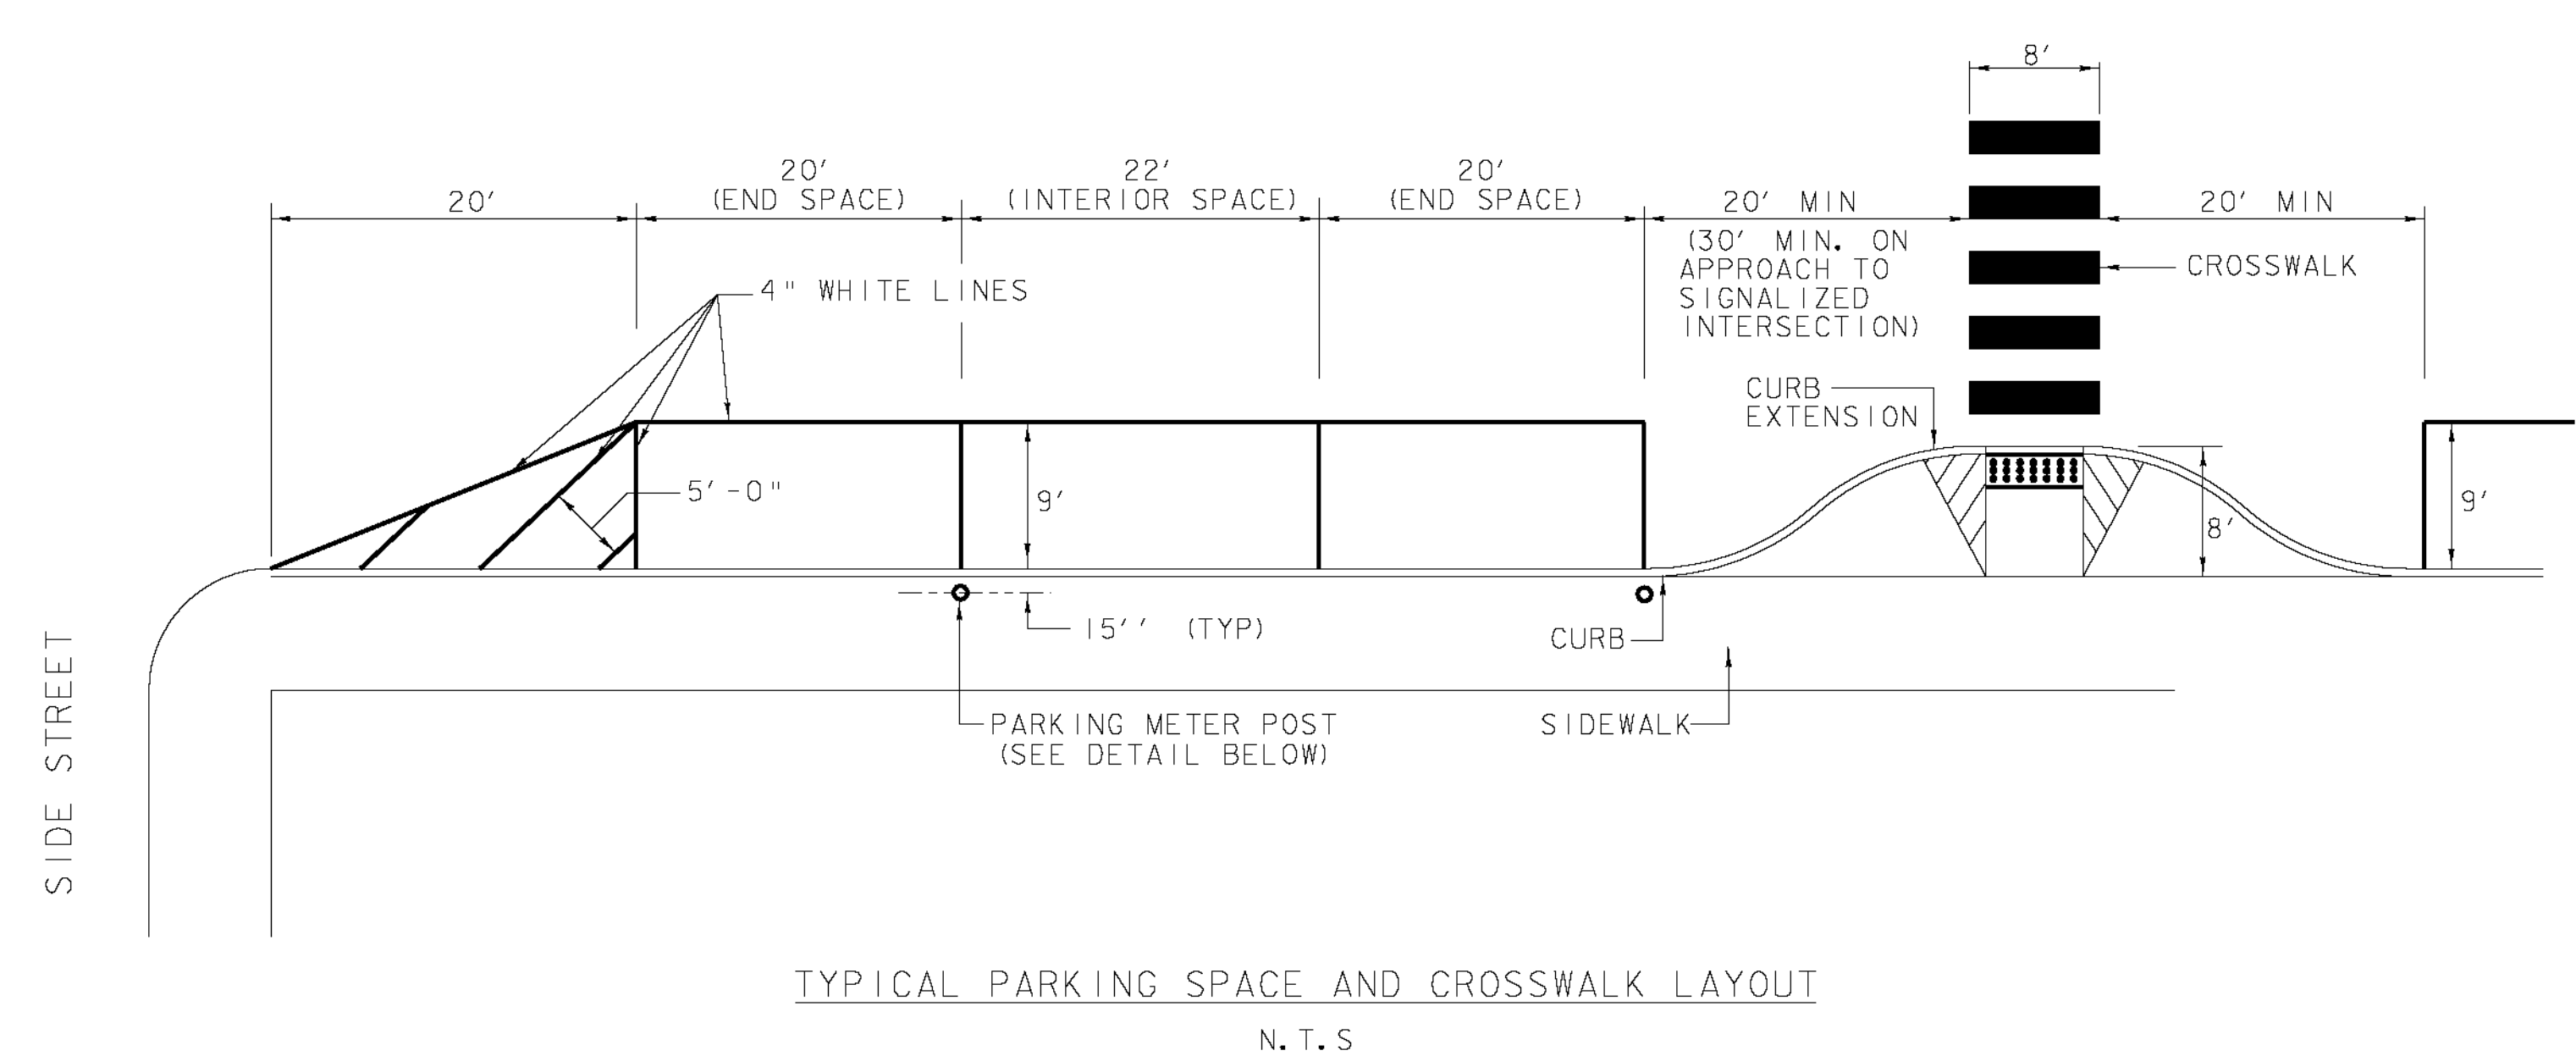 8'
20'
20'
(END SPACE)
22'
(INTERIOR SPACE)
20'
(END SPACE)
20' MIN
(30' MIN. ON
APPROACH TO
SIGNALIZED
INTERSECTION)
20' MIN
CROSSWALK
4" WHITE LINES
CURB
EXTENSION
5'-0"
9'
8'
9'
15'' (TYP)
CURB
PARKING METER POST
(SEE DETAIL BELOW)
SIDEWALK
SIDE STREET
TYPICAL PARKING SPACE AND CROSSWALK LAYOUT
N.T.S